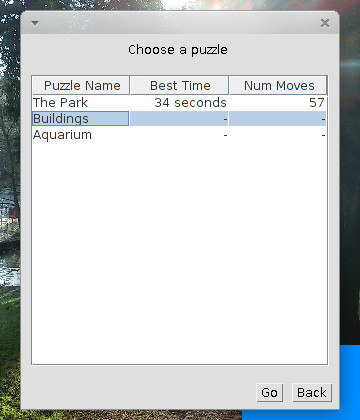 Choose a puzzle
Puzzle Name Best Time Num Moves
The Park 34 seconds 57
Buildings - -
Aquarium - -
Go Back